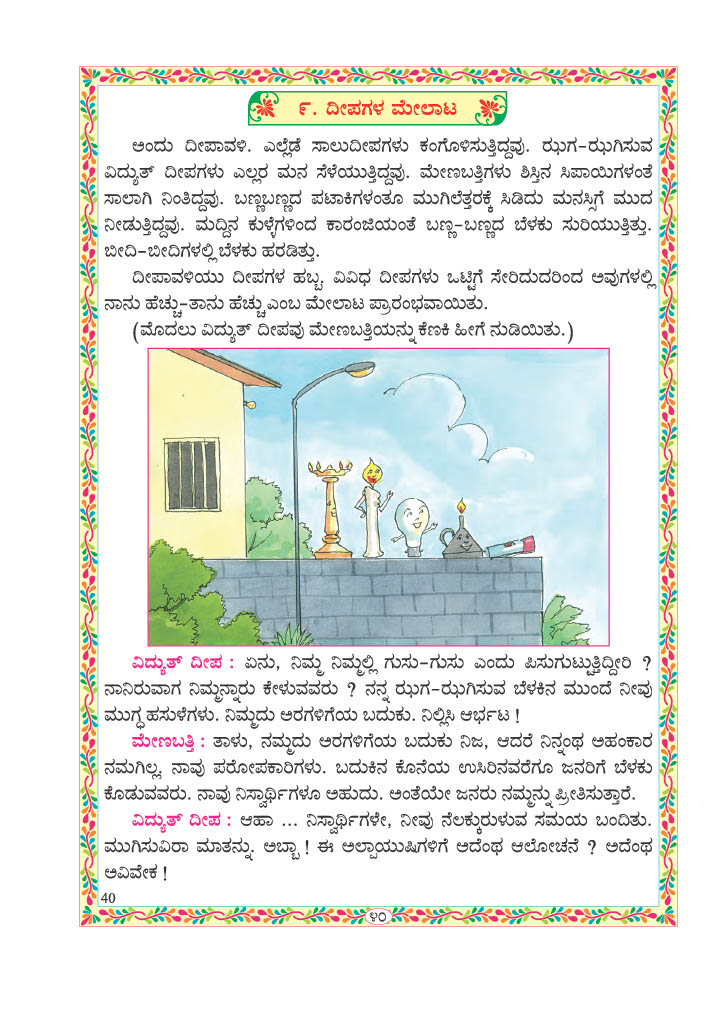 ೯. ದೀಪಗಳ ಮೇಲಾಟ
ಅಂದು ದೀಪಾವಳಿ. ಎಲ್ಲೆಡೆ ಸಾಲುದೀಪಗಳು ಕಂಗೊಳಿಸುತ್ತಿದ್ದವು. ಝಗ-ಝಗಿಸುವ
ವಿದ್ಯುತ್ ದೀಪಗಳು ಎಲ್ಲರ ಮನ ಸೆಳೆಯುತ್ತಿದ್ದವು. ಮೇಣಬತ್ತಿಗಳು ಶಿಸ್ತಿನ ಸಿಪಾಯಿಗಳಂತೆ
ಸಾಲಾಗಿ ನಿಂತಿದ್ದವು. ಬಣ್ಣಬಣ್ಣದ ಪಟಾಕಿಗಳಂತೂ ಮುಗಿಲೆತ್ತರಕ್ಕೆ ಸಿಡಿದು ಮನಸ್ಸಿಗೆ ಮುದ
ನೀಡುತ್ತಿದ್ದವು. ಮದ್ದಿನ ಕುಳ್ಳೆಗಳಿಂದ ಕಾರಂಜಿಯಂತೆ ಬಣ್ಣ-ಬಣ್ಣದ ಬೆಳಕು ಸುರಿಯುತ್ತಿತ್ತು.
ಬೀದಿ-ಬೀದಿಗಳಲ್ಲಿ ಬೆಳಕು ಹರಡಿತ್ತು.
ದೀಪಾವಳಿಯು ದೀಪಗಳ ಹಬ್ಬ. ವಿವಿಧ ದೀಪಗಳು ಒಟ್ಟಿಗೆ ಸೇರಿದುದರಿಂದ ಅವುಗಳಲ್ಲಿ
ನಾನು ಹೆಚ್ಚು-ತಾನು ಹೆಚ್ಚು ಎಂಬ ಮೇಲಾಟ ಪ್ರಾರಂಭವಾಯಿತು.
(ಮೊದಲು ವಿದ್ಯುತ್ ದೀಪವು ಮೇಣಬತ್ತಿಯನ್ನು ಕೆಣಕಿ ಹೀಗೆ ನುಡಿಯಿತು.)
ವಿದ್ಯುತ್ ದೀಪ : ಏನು, ನಿಮ್ಮ ನಿಮ್ಮಲ್ಲಿ ಗುಸು-ಗುಸು ಎಂದು ಪಿಸುಗುಟ್ಟುತ್ತಿದ್ದೀರಿ ?
ನಾನಿರುವಾಗ ನಿಮ್ಮನ್ನಾರು ಕೇಳುವವರು ? ನನ್ನ ಝಗ-ಝಗಿಸುವ ಬೆಳಕಿನ ಮುಂದೆ ನೀವು
ಮುಗ್ಧ ಹಸುಳೆಗಳು. ನಿಮ್ಮದು ಅರಗಳಿಗೆಯ ಬದುಕು. ನಿಲ್ಲಿಸಿ ಆರ್ಭಟ !
ಮೇಣಬತ್ತಿ : ತಾಳು, ನಮ್ಮದು ಅರಗಳಿಗೆಯ ಬದುಕು ನಿಜ, ಆದರೆ ನಿನ್ನಂಥ ಅಹಂಕಾರ
ನಮಗಿಲ್ಲ. ನಾವು ಪರೋಪಕಾರಿಗಳು. ಬದುಕಿನ ಕೊನೆಯ ಉಸಿರಿನವರೆಗೂ ಜನರಿಗೆ ಬೆಳಕು
ಕೊಡುವವರು. ನಾವು ನಿಸ್ವಾರ್ಥಿಗಳೂ ಅಹುದು. ಅಂತೆಯೇ ಜನರು ನಮ್ಮನ್ನು ಪ್ರೀತಿಸುತ್ತಾರೆ.
ವಿದ್ಯುತ್ ದೀಪ : ಆಹಾ ... ನಿಸ್ವಾರ್ಥಿಗಳೇ, ನೀವು ನೆಲಕ್ಕುರುಳುವ ಸಮಯ ಬಂದಿತು.
ಮುಗಿಸುವಿರಾ ಮಾತನ್ನು. ಅಬ್ಬಾ ! ಈ ಅಲ್ಪಾಯುಷಿಗಳಿಗೆ ಅದೆಂಥ ಆಲೋಚನೆ ? ಅದೆಂಥ
ಅವಿವೇಕ !
40
೪೦